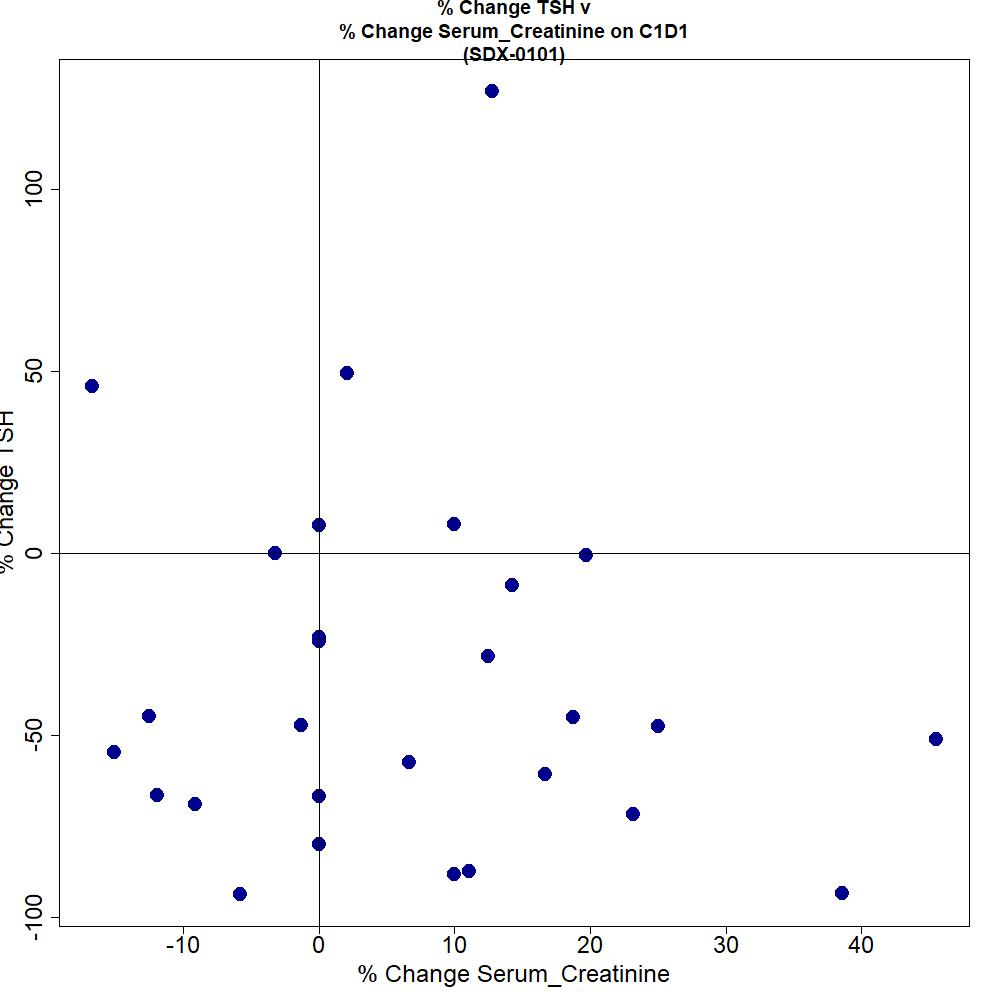 % Change TSH v
% Change Serum_Creatinine on C1D1
(SDX-0101)
% Change TSH
100
50
0
-50
-100
-10
0
10
20
30
40
% Change Serum_Creatinine